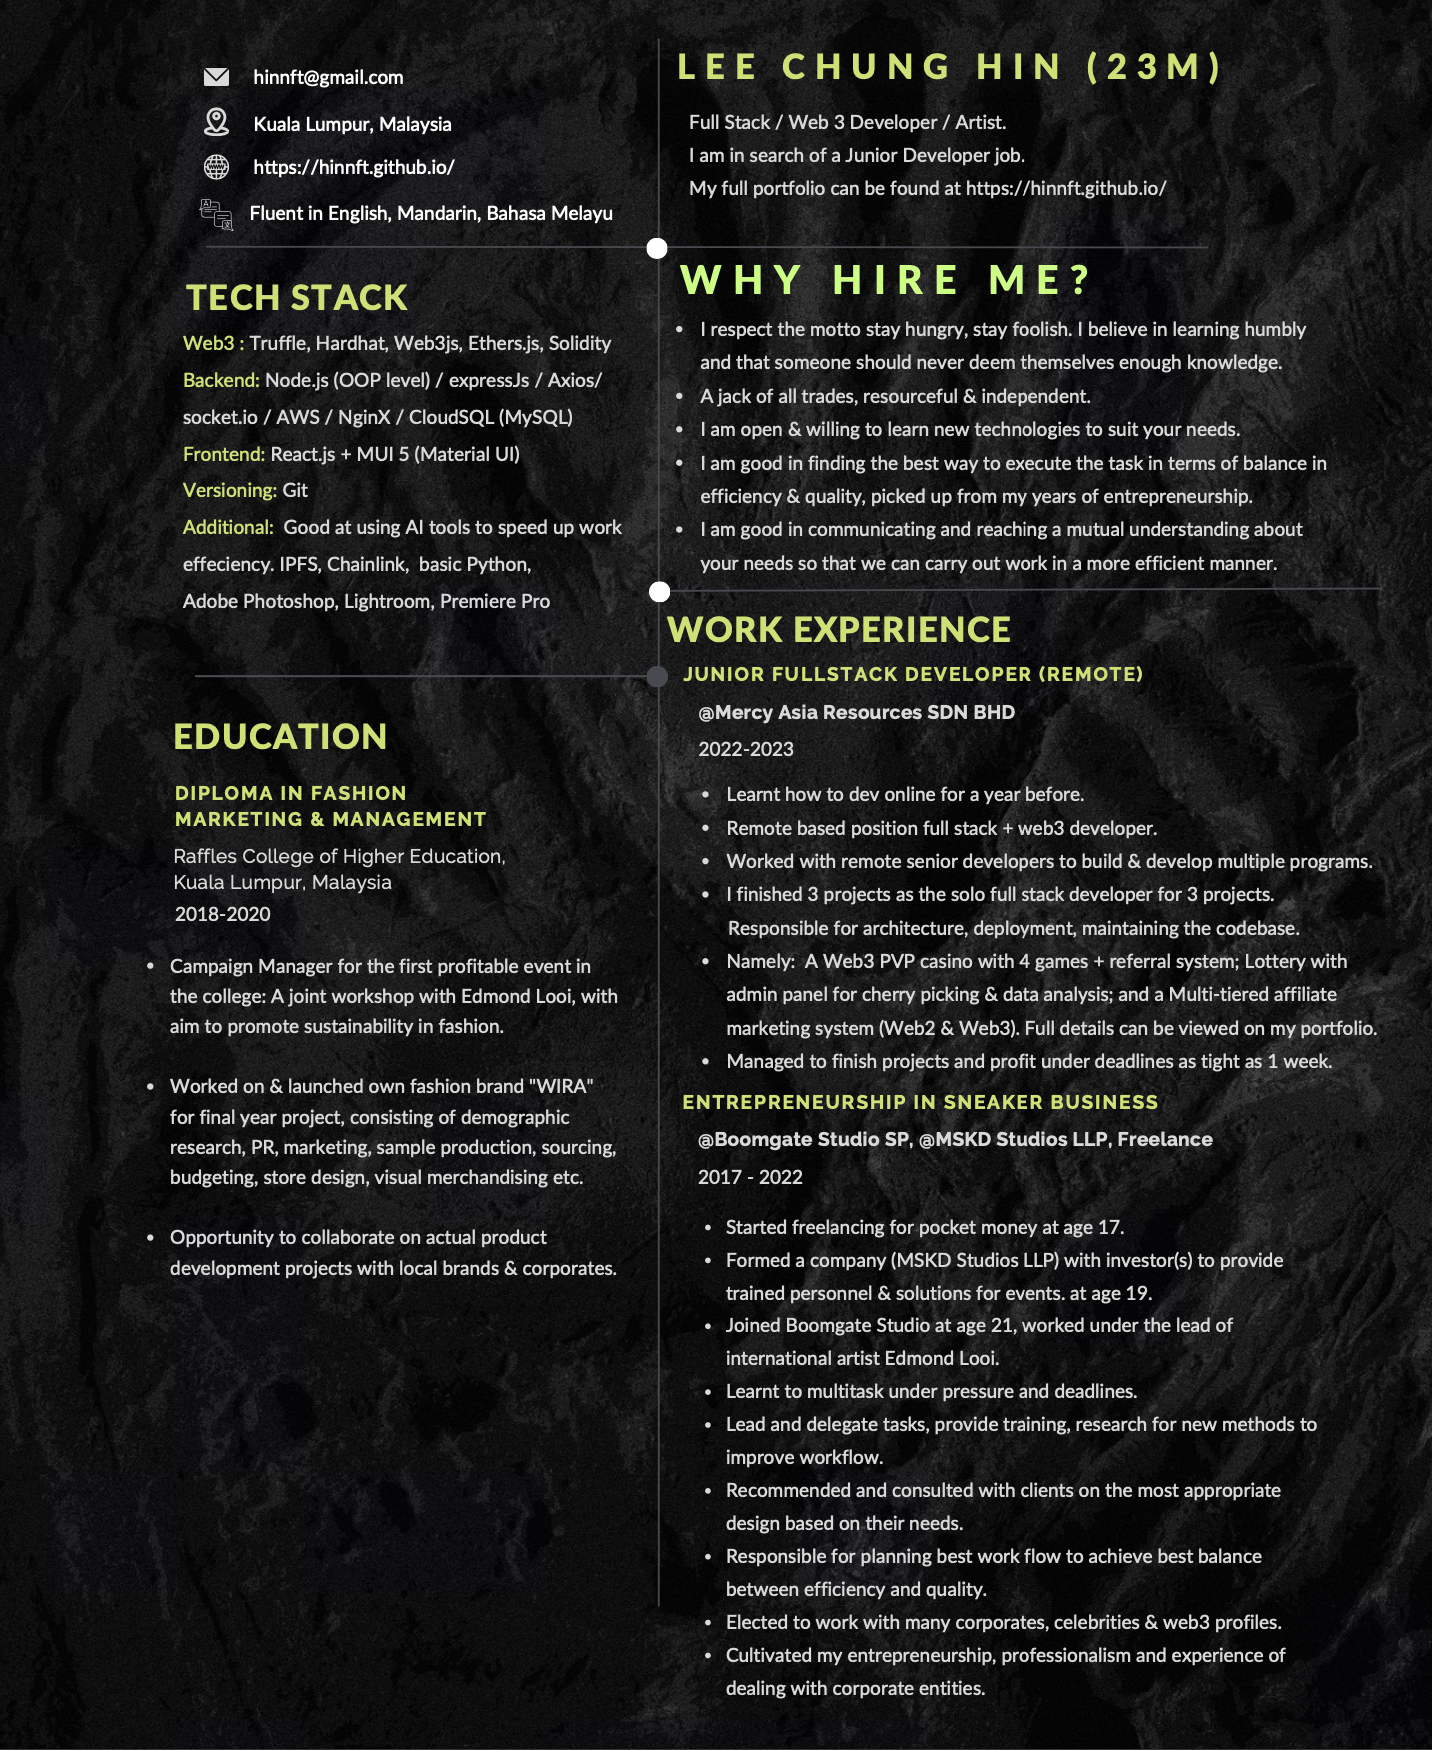 hinnft@gmail.com
Kuala Lumpur, Malaysia
https://hinnft.github.io/
Fluent in English, Mandarin, Bahasa Melayu
LEE CHUNG HIN (23M)
Full Stack / Web 3 Developer / Artist.
I am in search of a Junior Developer job.
My full portfolio can be found at https://hinnft.github.io/
TECH STACK
Web3 : Truffle, Hardhat, Web3js, Ethers.js, Solidity
Backend: Node.js (OOP level) / expressJs / Axios/
socket.io / AWS / NginX / CloudSQL (MySQL)
Frontend: React.js + MUI 5 (Material UI)
Versioning: Git
Additional:  Good at using AI tools to speed up work
effeciency. IPFS, Chainlink,  basic Python,
Adobe Photoshop, Lightroom, Premiere Pro
EDUCATION
DIPLOMA IN FASHION
MARKETING & MANAGEMENT
Raffles College of Higher Education,
Kuala Lumpur, Malaysia
2018-2020
• Campaign Manager for the first profitable event in
the college: A joint workshop with Edmond Looi, with
aim to promote sustainability in fashion.
• Worked on & launched own fashion brand "WIRA"
for final year project, consisting of demographic
research, PR, marketing, sample production, sourcing,
budgeting, store design, visual merchandising etc.
• Opportunity to collaborate on actual product
development projects with local brands & corporates.
WHY HIRE ME?
• I respect the motto stay hungry, stay foolish. I believe in learning humbly
and that someone should never deem themselves enough knowledge.
• A jack of all trades, resourceful & independent.
• I am open & willing to learn new technologies to suit your needs.
• I am good in finding the best way to execute the task in terms of balance in
efficiency & quality, picked up from my years of entrepreneurship.
• I am good in communicating and reaching a mutual understanding about
your needs so that we can carry out work in a more efficient manner.
WORK EXPERIENCE
JUNIOR FULLSTACK DEVELOPER (REMOTE)
@Mercy Asia Resources SDN BHD
2022-2023
• Learnt how to dev online for a year before.
• Remote based position full stack + web3 developer.
• Worked with remote senior developers to build & develop multiple programs.
• I finished 3 projects as the solo full stack developer for 3 projects.
Responsible for architecture, deployment, maintaining the codebase.
• Namely:  A Web3 PVP casino with 4 games + referral system; Lottery with
admin panel for cherry picking & data analysis; and a Multi-tiered affiliate
marketing system (Web2 & Web3). Full details can be viewed on my portfolio.
• Managed to finish projects and profit under deadlines as tight as 1 week.
ENTREPRENEURSHIP IN SNEAKER BUSINESS
@Boomgate Studio SP, @MSKD Studios LLP, Freelance
2017 - 2022
• Started freelancing for pocket money at age 17.
• Formed a company (MSKD Studios LLP) with investor(s) to provide
trained personnel & solutions for events. at age 19.
• Joined Boomgate Studio at age 21, worked under the lead of
international artist Edmond Looi.
• Learnt to multitask under pressure and deadlines.
• Lead and delegate tasks, provide training, research for new methods to
improve workflow.
• Recommended and consulted with clients on the most appropriate
design based on their needs.
• Responsible for planning best work flow to achieve best balance
between efficiency and quality.
• Elected to work with many corporates, celebrities & web3 profiles.
• Cultivated my entrepreneurship, professionalism and experience of
dealing with corporate entities.